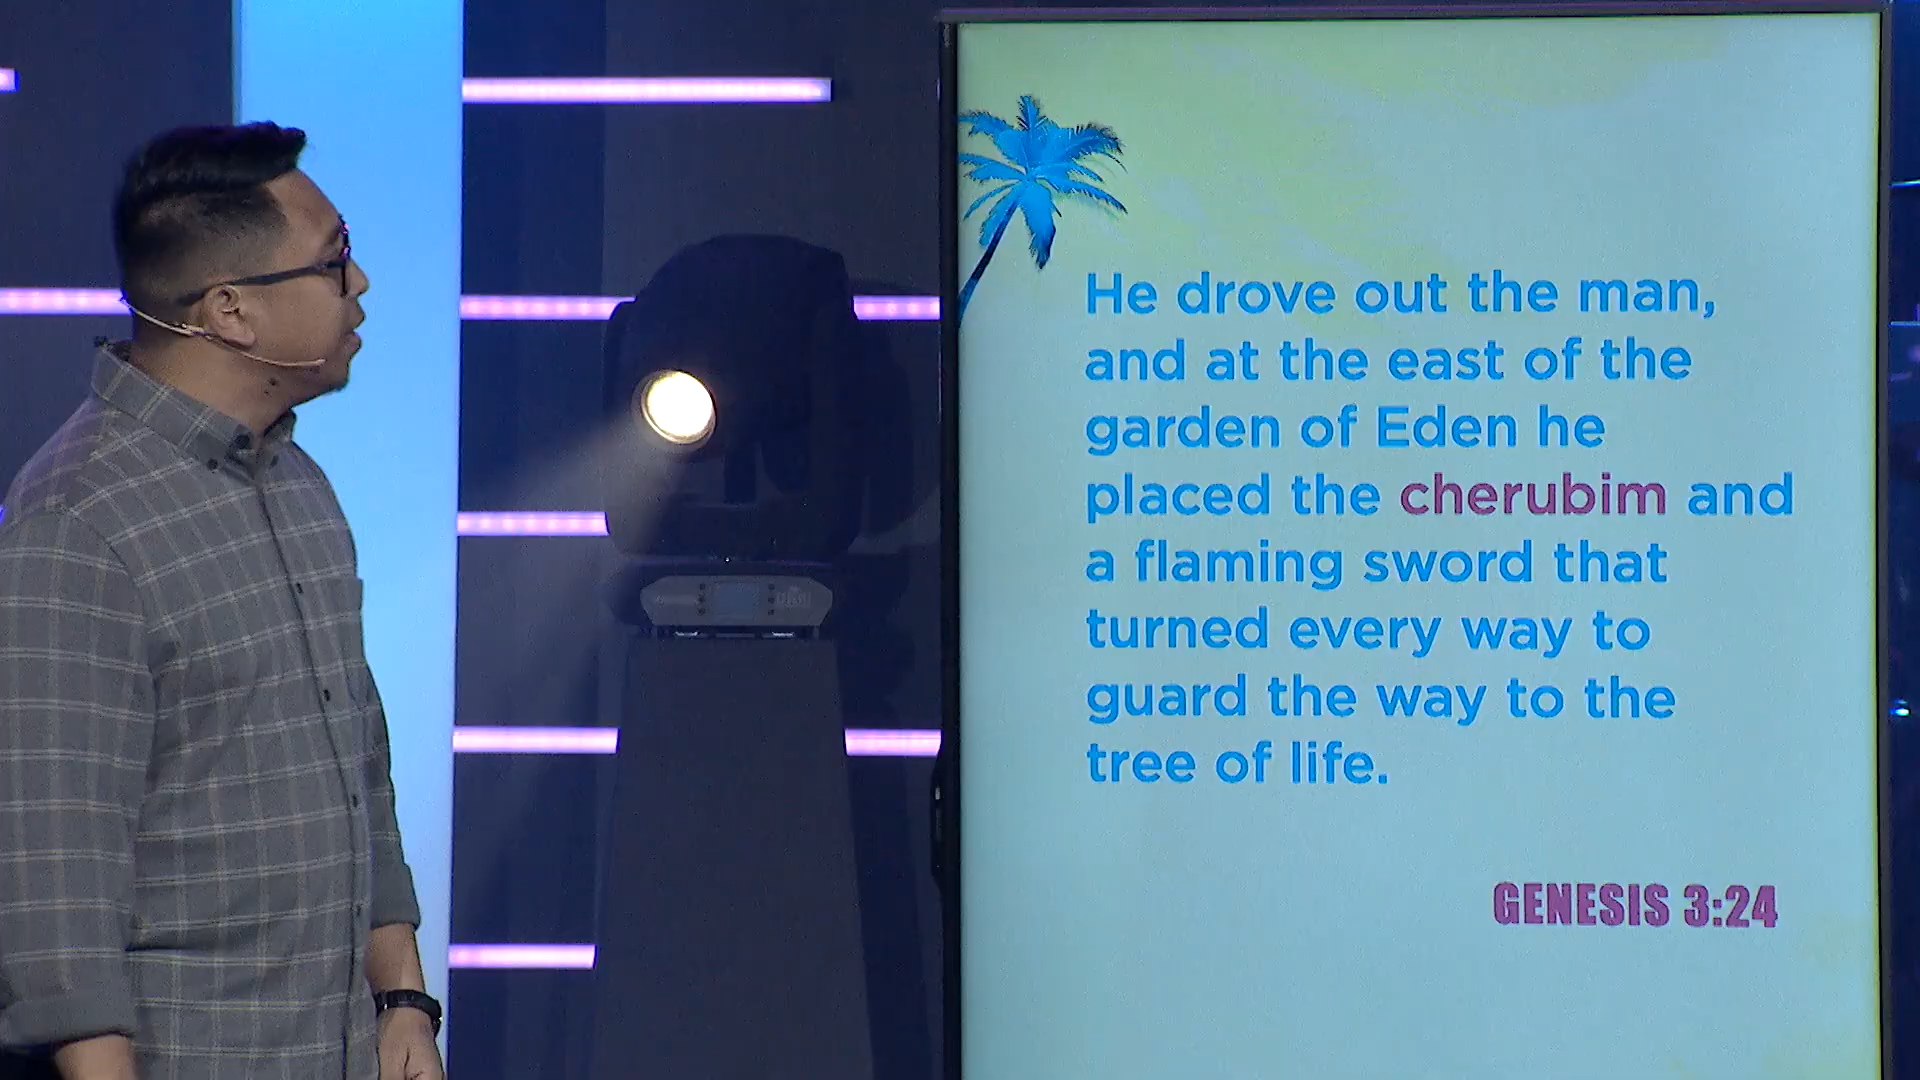 He drove out the man,
and at the east of the
garden of Eden he
placed the cherubim and
a flaming sword that
turned every way to
guard the way to the
tree of life.
GENESIS 3:24